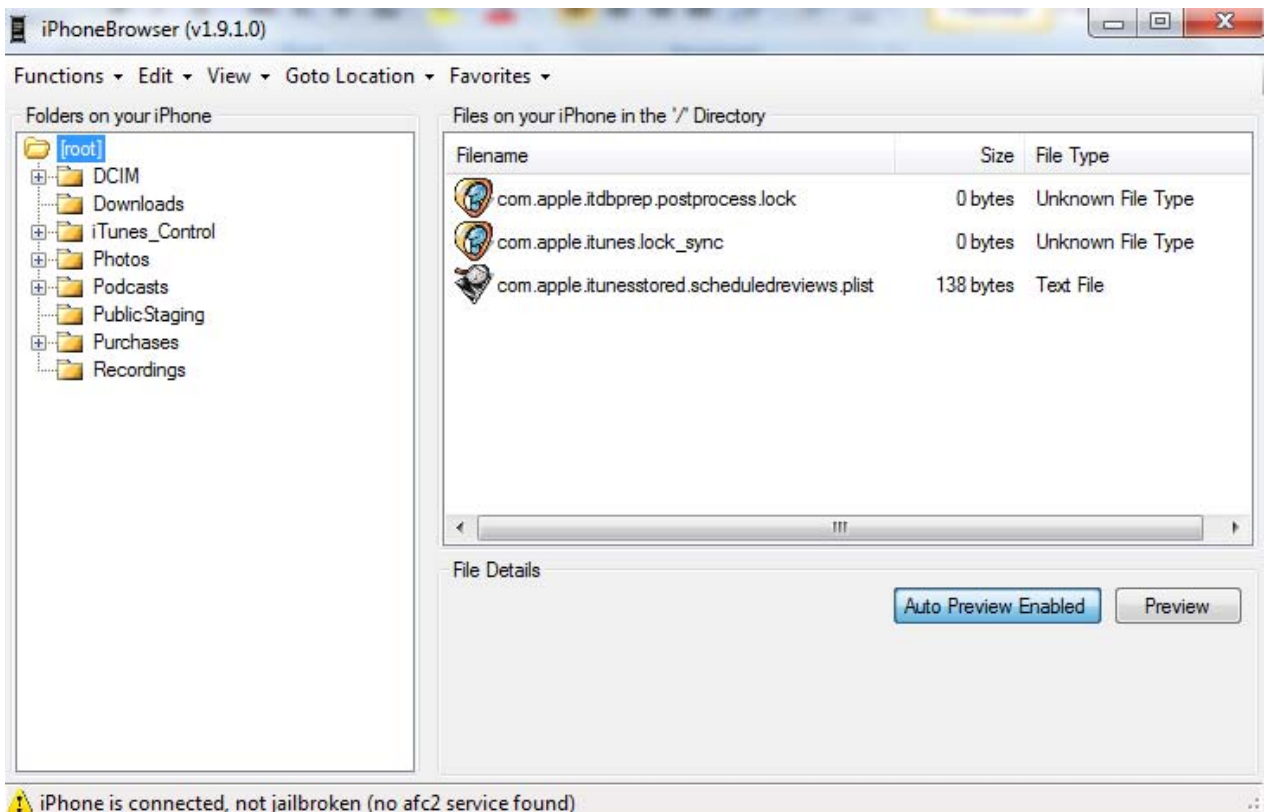 iPhoneBrowser (v1.9.1.0)
Functions Edit View Goto Location Favorites
Folders on your iPhone
[root]
DCIM
Downloads
iTunes_Control
Photos
Podcasts
PublicStaging
Purchases
Recordings
Files on your iPhone in the '/' Directory
Filename Size File Type
com.apple.itdbprep.postprocess.lock 0 bytes Unknown File Type
com.apple.itunes.lock_sync 0 bytes Unknown File Type
com.apple.itunesstored.scheduledreviews.plist 138 bytes Text File
File Details
Auto Preview Enabled Preview
iPhone is connected, not jailbroken (no afc2 service found)